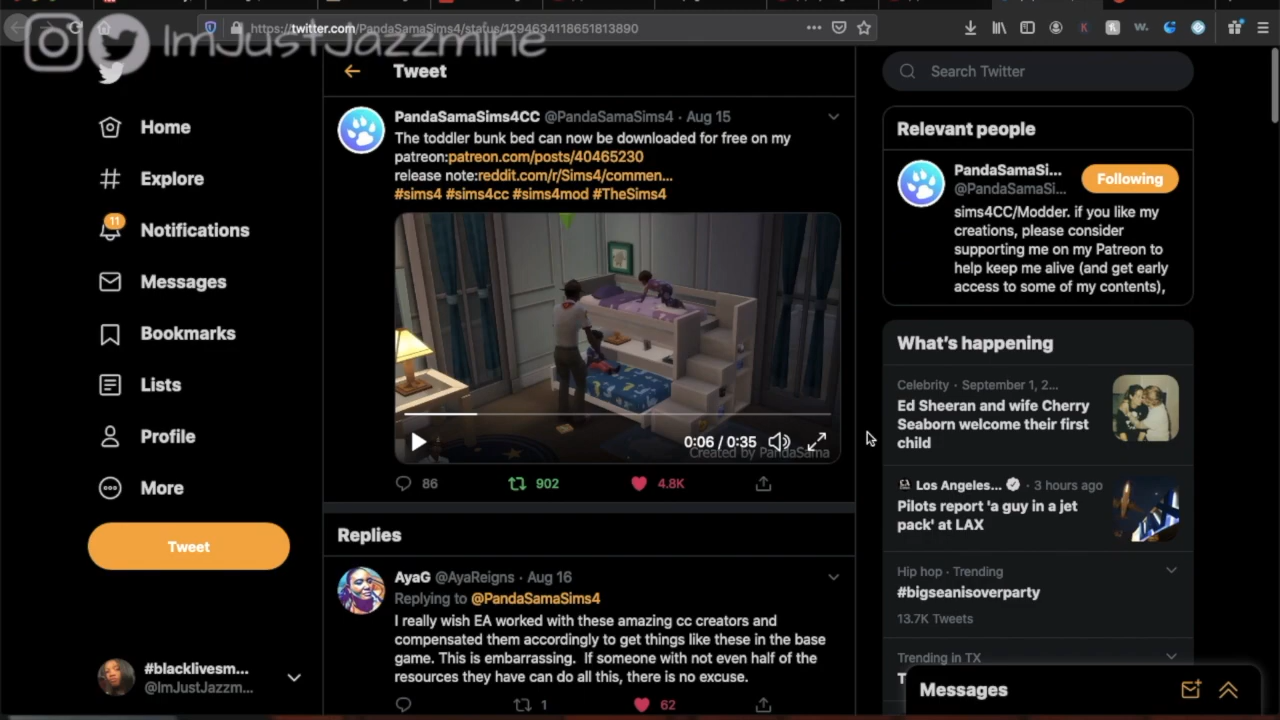 https://twitter.com/PandaSamaSims4/status/1294634118651813890
ImJustJazzmine
Home
Explore
11
Notifications
Messages
Bookmarks
Lists
Profile
More
Tweet
#blacklivesm...
@ImJustJazzm...
Tweet
PandaSamaSims4CC @PandaSamaSims4 · Aug 15
The toddler bunk bed can now be downloaded for free on my
patreon:patreon.com/posts/40465230
release note:reddit.com/r/Sims4/commen...
#sims4 #sims4cc #sims4mod #TheSims4
0:06 / 0:35
Created by PandaSama
86 902 4.8K
Replies
AyaG @AyaReigns · Aug 16
Replying to @PandaSamaSims4
I really wish EA worked with these amazing cc creators and
compensated them accordingly to get things like these in the base
game. This is embarrassing. If someone with not even half of the
resources they have can do all this, there is no excuse.
1 62
Search Twitter
Relevant people
PandaSamaSi...
@PandaSamaSi...
Following
sims4CC/Modder. if you like my
creations, please consider
supporting me on my Patreon to
help keep me alive (and get early
access to some of my contents),
What's happening
Celebrity · September 1, 2...
Ed Sheeran and wife Cherry
Seaborn welcome their first
child
Los Angeles... · 3 hours ago
Pilots report 'a guy in a jet
pack' at LAX
Hip hop · Trending
#bigseanisoverparty
13.7K Tweets
Trending in TX
Messages